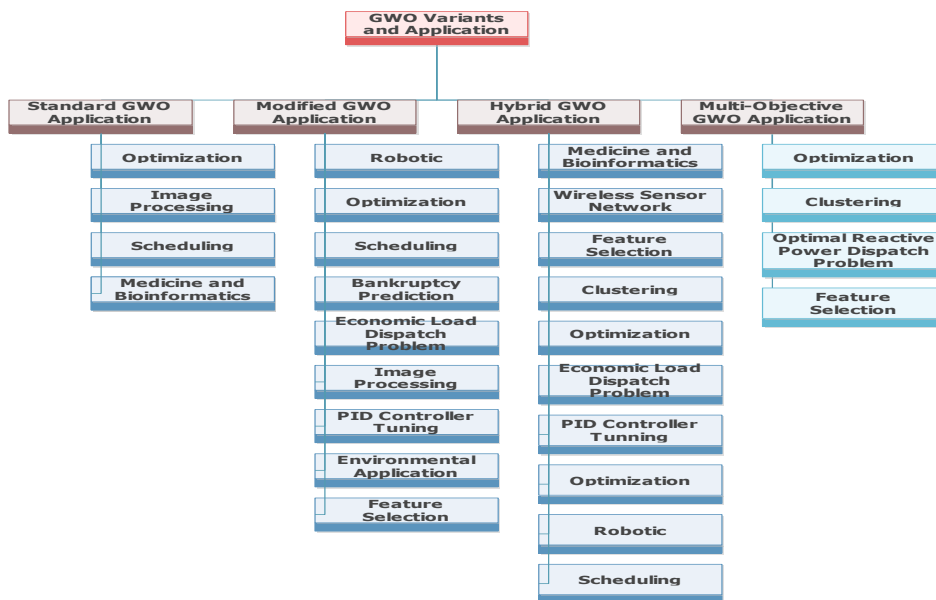 GWO Variants
and Application
Standard GWO
Application
Modified GWO
Application
Hybrid GWO
Application
Multi-Objective
GWO Application
Optimization
Image
Processing
Scheduling
Medicine and
Bioinformatics
Robotic
Optimization
Scheduling
Bankruptcy
Prediction
Economic Load
Dispatch
Problem
Image
Processing
PID Controller
Tuning
Environmental
Application
Feature
Selection
Medicine and
Bioinformatics
Wireless Sensor
Network
Feature
Selection
Clustering
Optimization
Economic Load
Dispatch
Problem
PID Controller
Tunning
Optimization
Robotic
Scheduling
Optimization
Clustering
Optimal Reactive
Power Dispatch
Problem
Feature
Selection